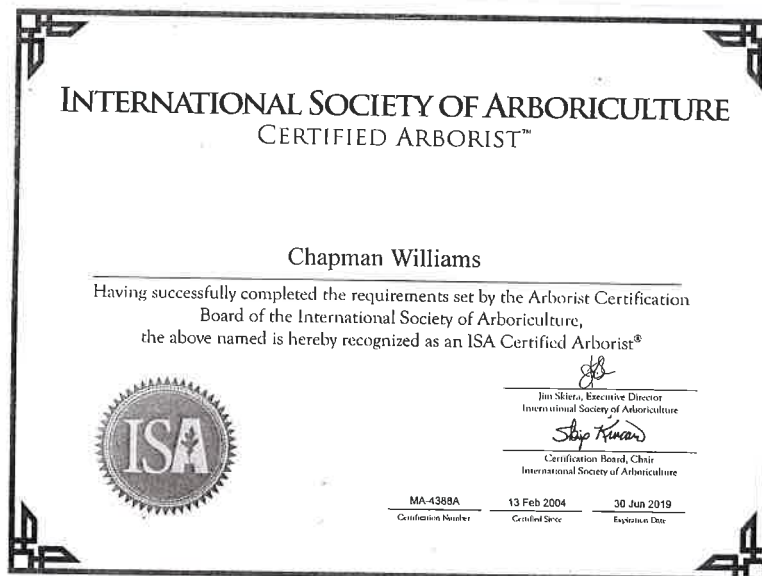 INTERNATIONAL SOCIETY OF ARBORICULTURE
CERTIFIED ARBORIST™
Chapman Williams
Having successfully completed the requirements set by the Arborist Certification
Board of the International Society of Arboriculture,
the above named is hereby recognized as an ISA Certified Arborist®
Jim Skiera, Executive Director
International Society of Arboriculture
Skip Kincaid
Certification Board, Chair
International Society of Arboriculture
ISA
MA-4388A 13 Feb 2004 30 Jun 2019
Certification Number Certified Since Expiration Date